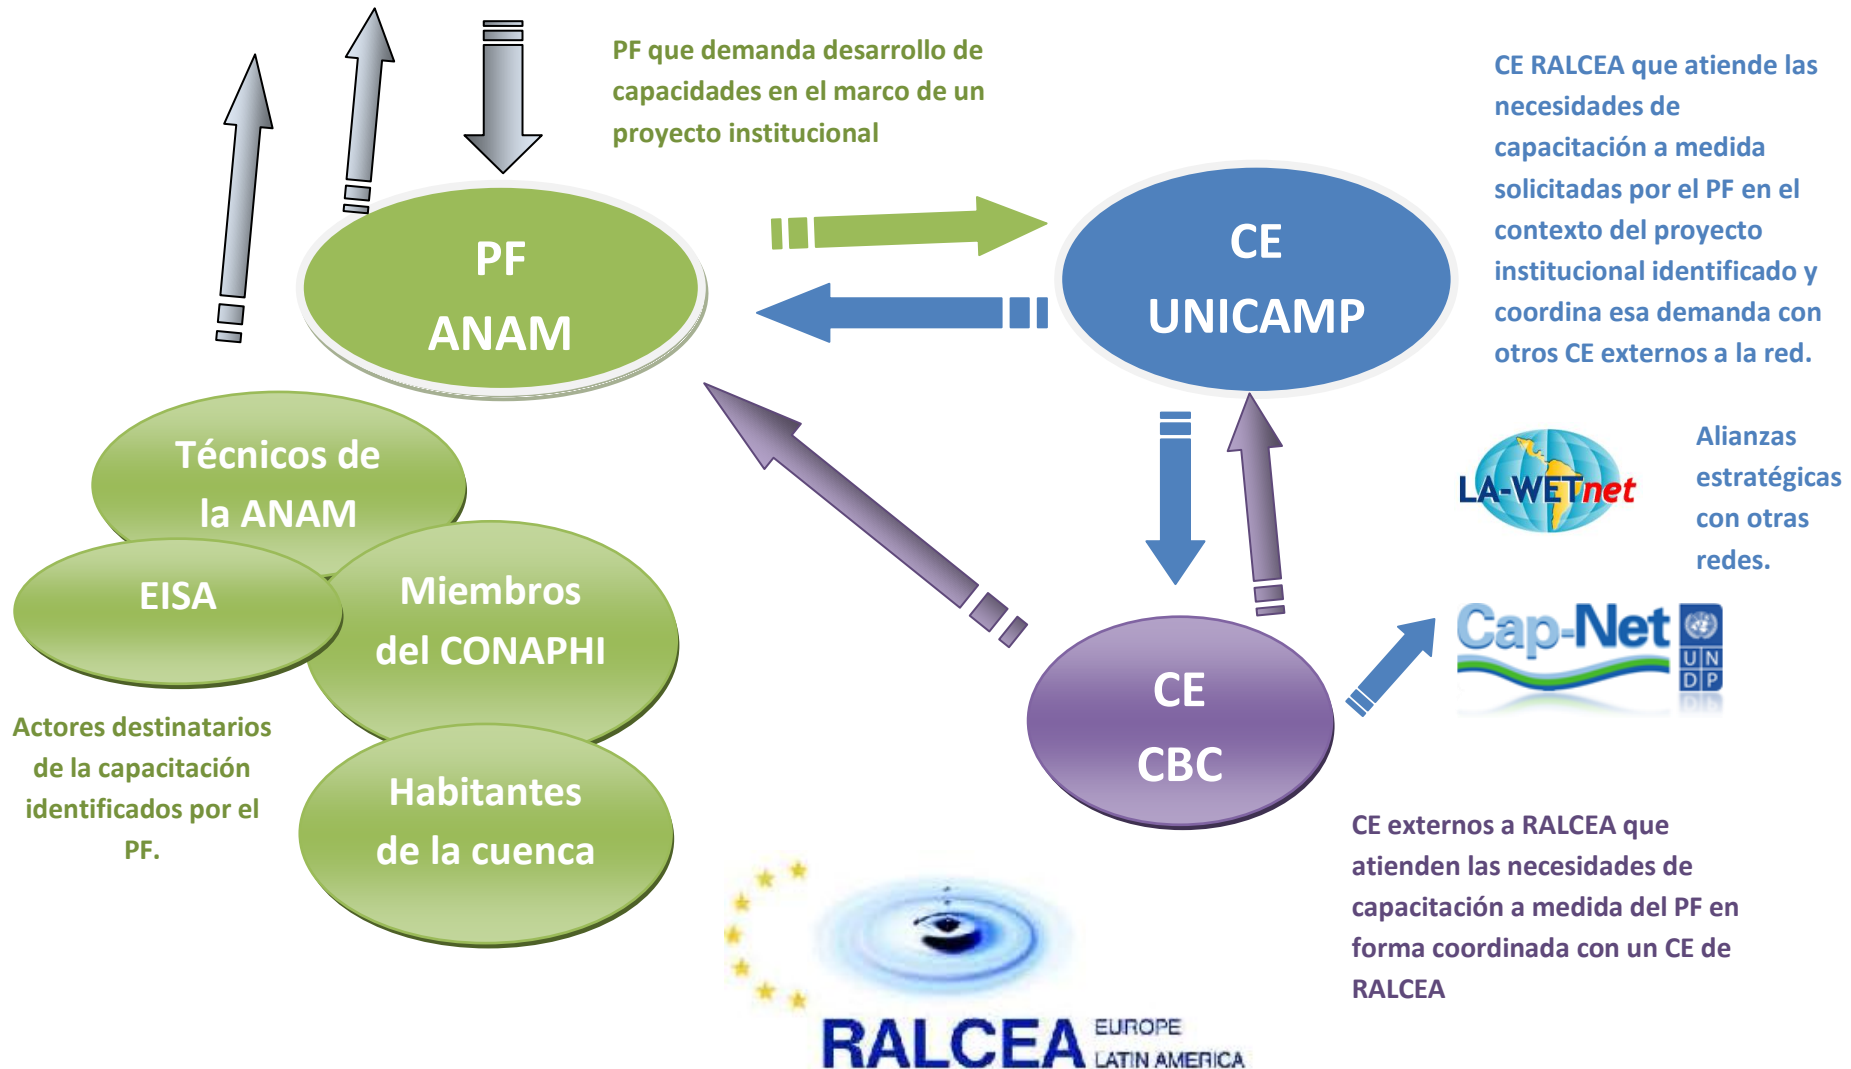 PF que demanda desarrollo de
capacidades en el marco de un
proyecto institucional
CE RALCEA que atiende las
necesidades de
capacitación a medida
solicitadas por el PF en el
contexto del proyecto
institucional identificado y
coordina esa demanda con
otros CE externos a la red.
PF
ANAM
CE
UNICAMP
Técnicos de
la ANAM
EISA
Miembros
del CONAPHI
Habitantes
de la cuenca
Actores destinatarios
de la capacitación
identificados por el
PF.
LA-WETnet
Alianzas
estratégicas
con otras
redes.
Cap-Net
UN
DP
CE
CBC
CE externos a RALCEA que
atienden las necesidades de
capacitación a medida del PF en
forma coordinada con un CE de
RALCEA
RALCEA EUROPE
LATIN AMERICA